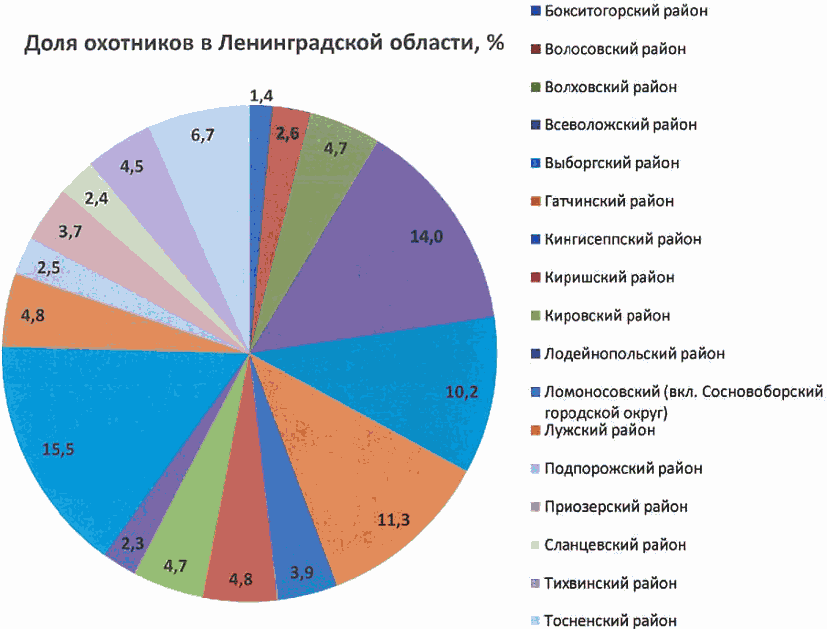 Доля охотников в Ленинградской области, %
1,4
2,6
4,7
14,0
10,2
11,3
3,9
4,8
4,7
2,3
15,5
4,8
2,5
3,7
2,4
4,5
6,7
Бокситогорский район
Волосовский район
Волховский район
Всеволожский район
Выборгский район
Гатчинский район
Кингисеппский район
Киришский район
Кировский район
Лодейнопольский район
Ломоносовский (вкл. Сосновоборский
городской округ)
Лужский район
Подпорожский район
Приозерский район
Сланцевский район
Тихвинский район
Тосненский район